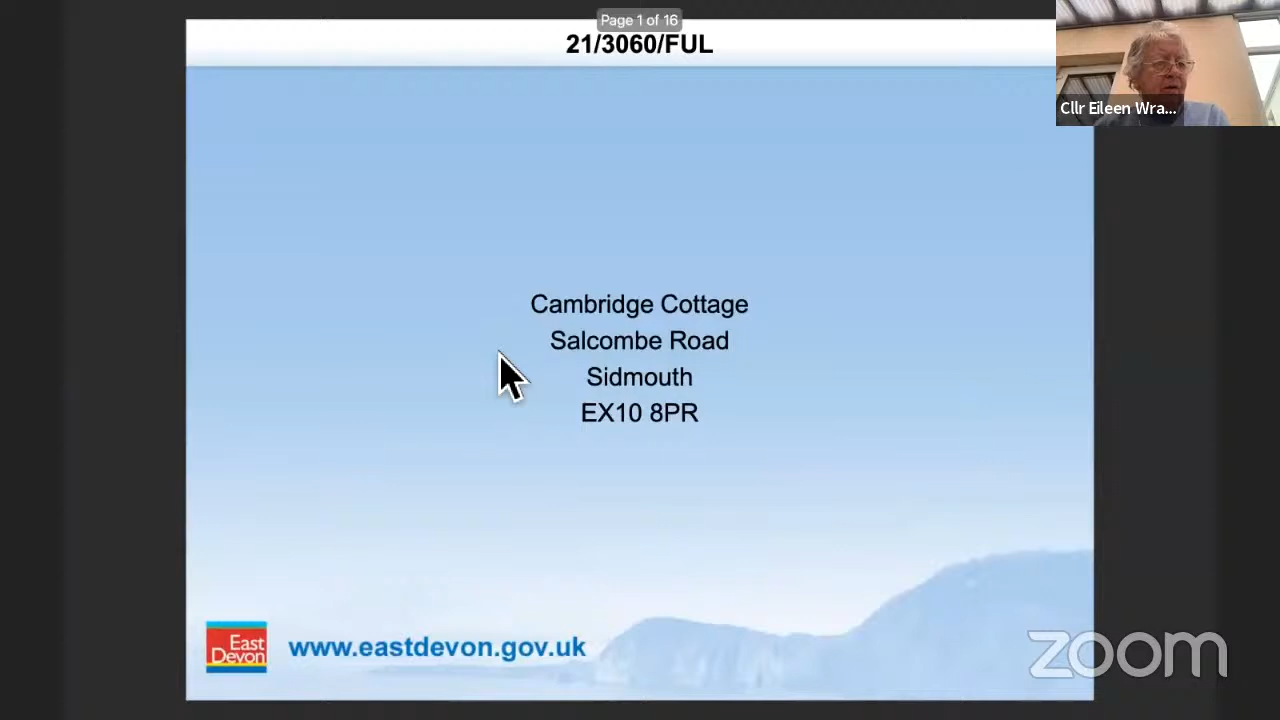 Page 1 of 16
21/3060/FUL
Cllr Eileen Wra...
Cambridge Cottage
Salcombe Road
Sidmouth
EX10 8PR
East
Devon
www.eastdevon.gov.uk
zoom